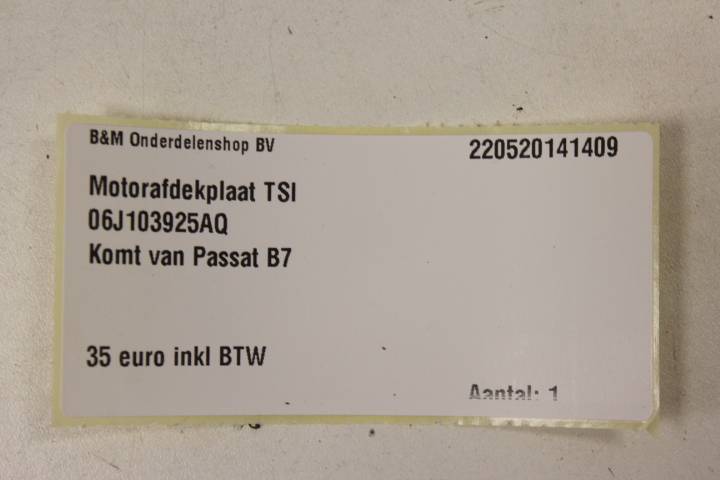 B&M Onderdelenshop BV
220520141409
Motorafdekplaat TSI
06J103925AQ
Komt van Passat B7
35 euro inkl BTW
Aantal: 1